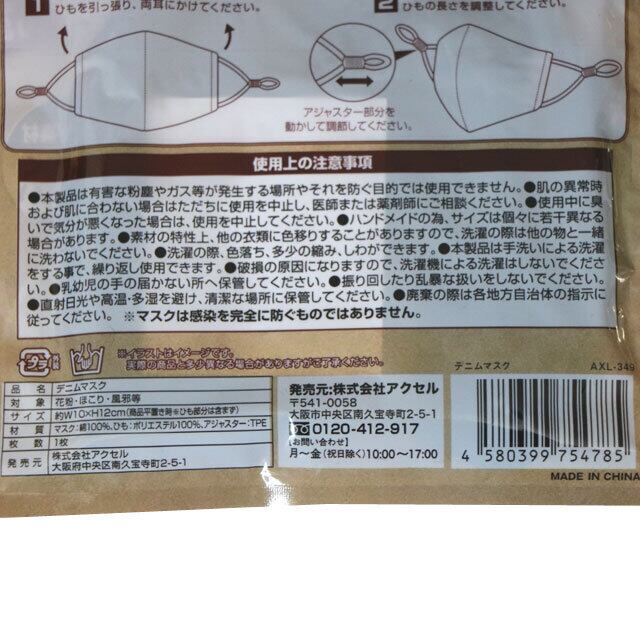 1 ひもを引っ張り、両耳にかけてください。
2 ひもの長さを調整してください。
アジャスター部分を
動かして調節してください。
使用上の注意事項
●本製品は有害な粉塵やガス等が発生する場所やそれを防ぐ目的では使用できません。●肌の異常時
および肌に合わない場合はただちに使用を中止し、医師または薬剤師にご相談ください。●使用中に臭
いで気分が悪くなった場合は、使用を中止してください。●ハンドメイドの為、サイズは個々に若干異なる
場合があります。●素材の特性上、他の衣類に色移りすることがありますので、洗濯の際は他の物と一緒
に洗わないでください。●洗濯の際、色落ち、多少の縮み、しわができます。●本製品は手洗いによる洗濯
をする事で、繰り返し使用できます。●破損の原因になりますので、洗濯機による洗濯はしないでくださ
い。●乳幼児の手の届かない所へ保管してください。●振り回したり乱暴な扱いをしないでください。
●直射日光や高温・多湿を避け、清潔な場所に保管してください。●廃棄の際は各地方自治体の指示に
従ってください。 ※マスクは感染を完全に防ぐものではありません。
プラ
※イラストはイメージです。
実際の商品と多少異なる場合がありますがご了承ください。
デニムマスク AXL-349
品名 デニムマスク
用途 花粉・ほこり・風邪等
サイズ 約W10×H12cm(商品平置き時※ひも部分は含まず)
材質 マスク:綿100%、ひも:ポリエステル100%、アジャスター:TPE
枚数 1枚
発売元 株式会社アクセル
大阪府中央区南久宝寺町2-5-1
発売元:株式会社アクセル
〒541-0058
大阪市中央区南久宝寺町2-5-1
0120-412-917
【お問い合わせ】
月〜金(祝日除く)10:00〜17:00
4 580399 754785
MADE IN CHINA